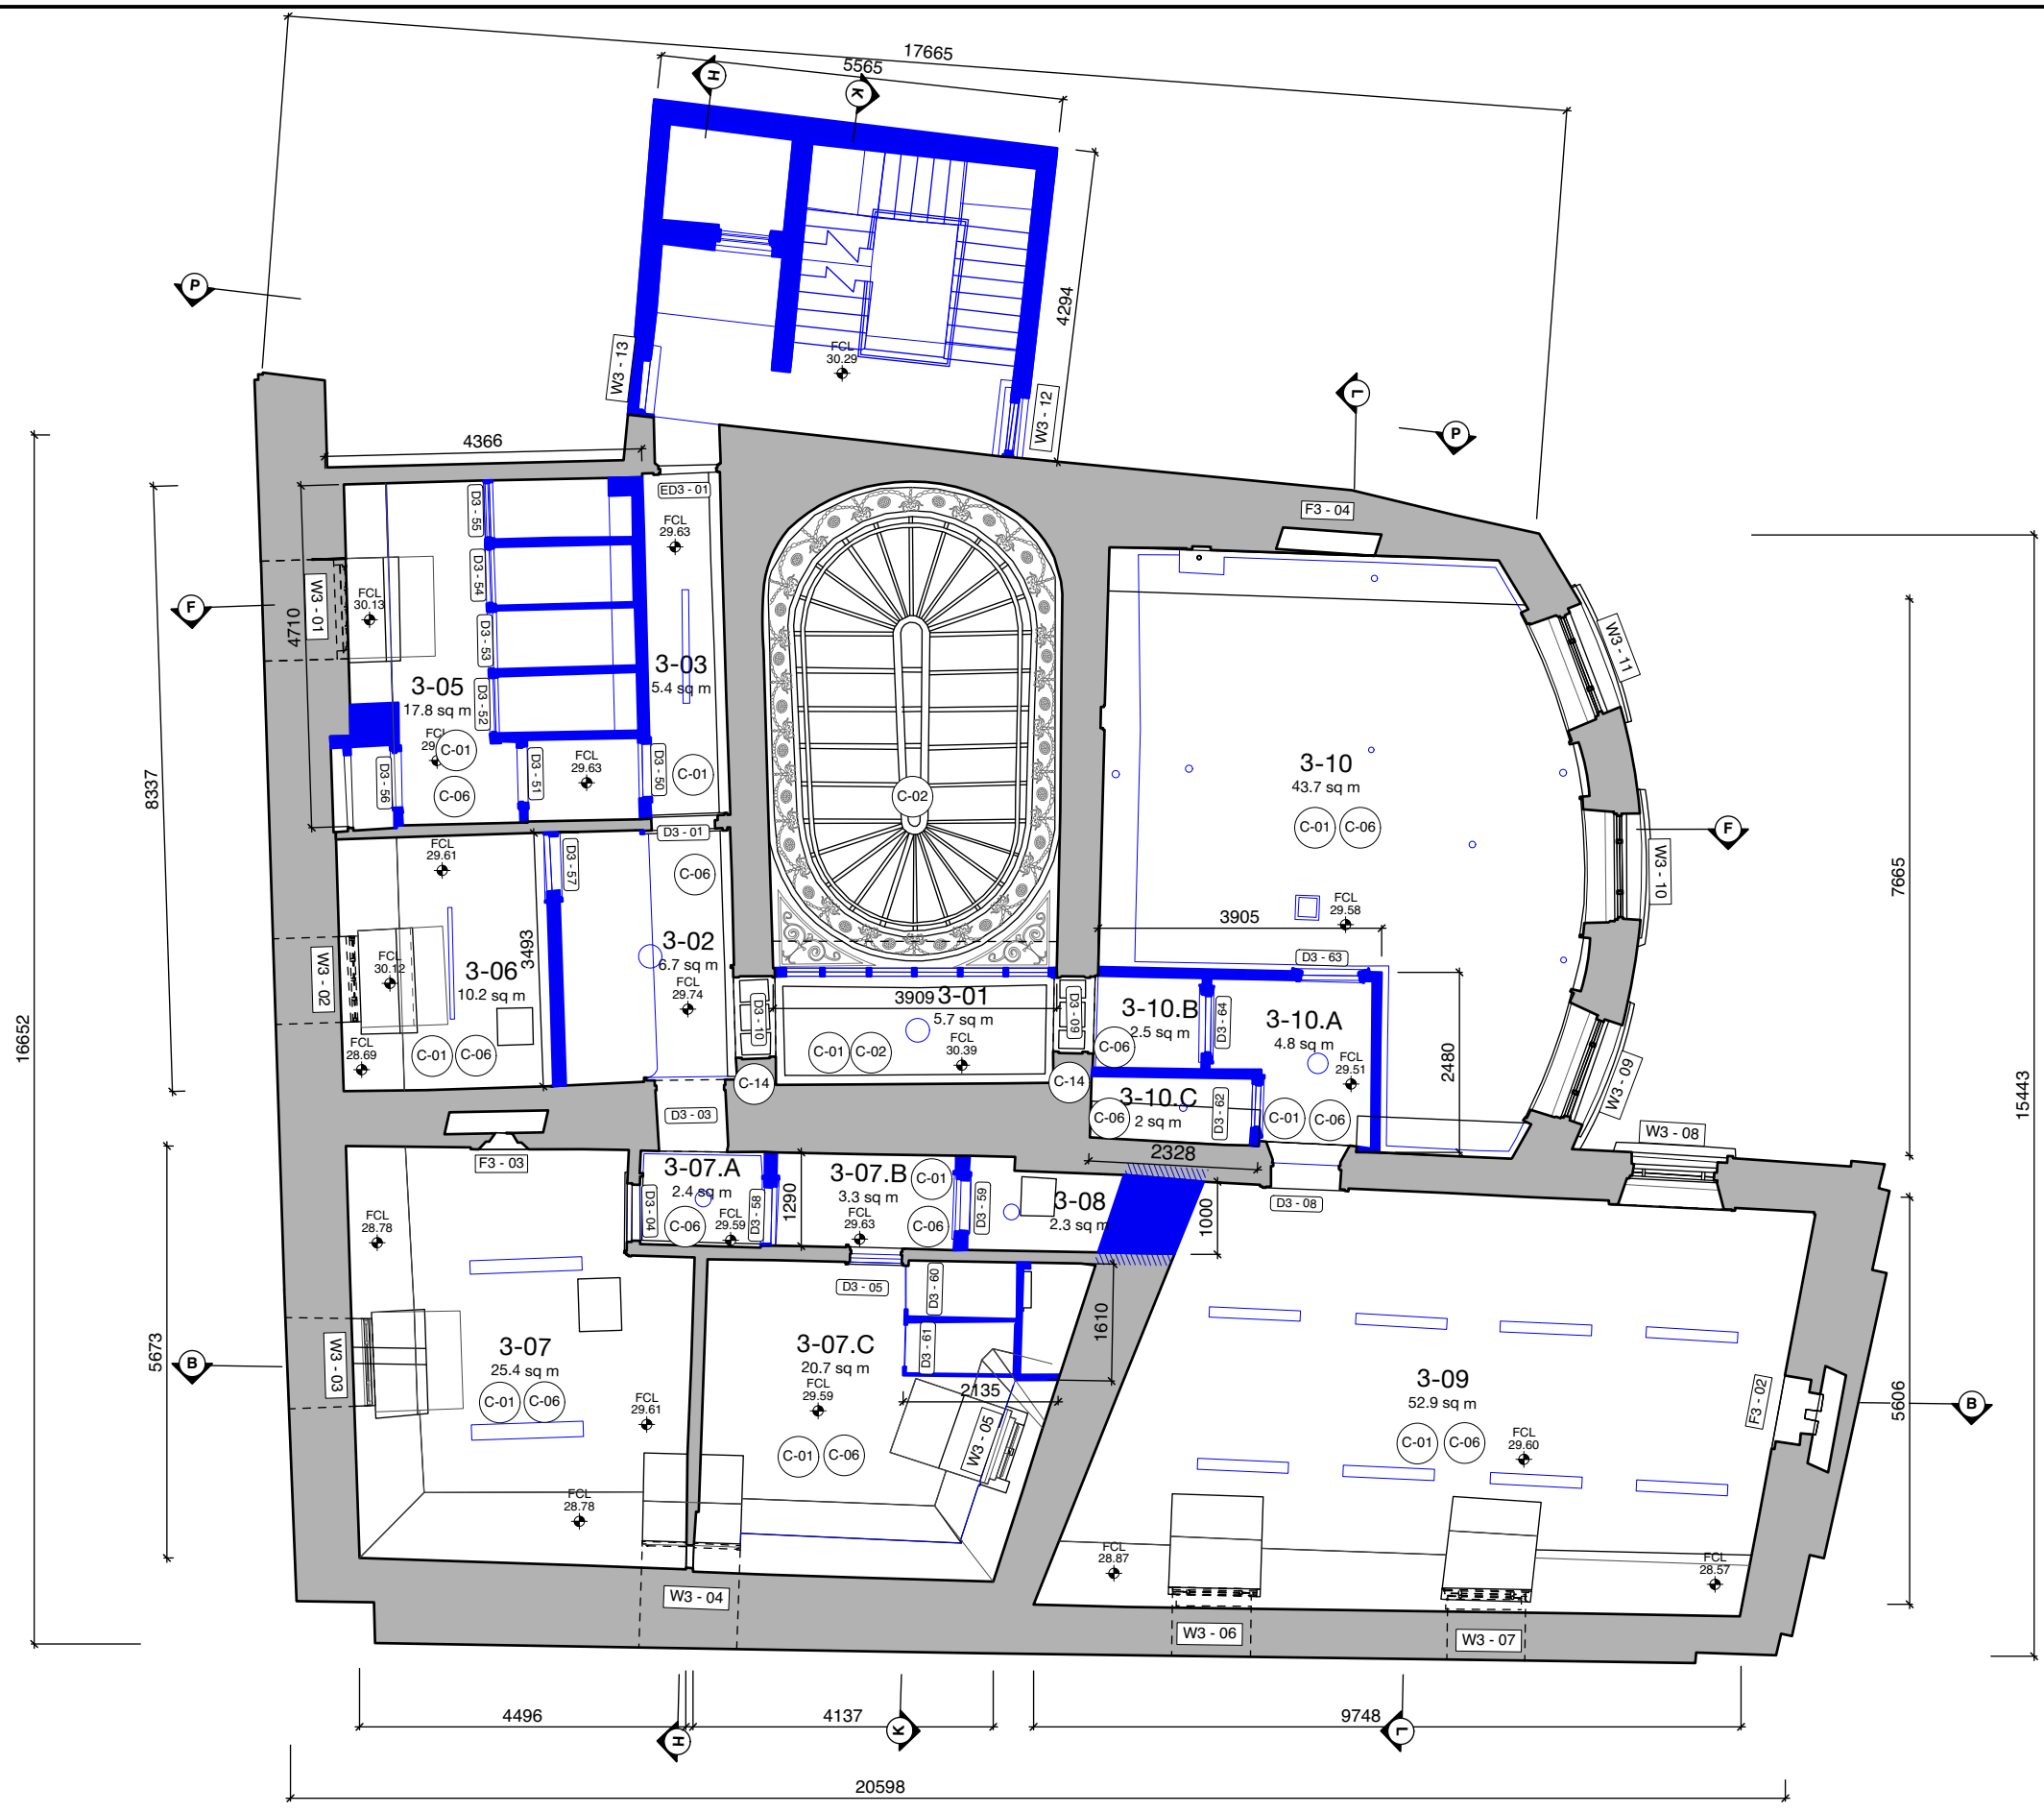 17665
5565
H
K
4294
P
FCL
30.29
W3 - 13
W3 - 12
L
P
4366
ED3 - 01
F3 - 04
FCL
29.63
D3 - 55
D3 - 54
D3 - 53
D3 - 52
W3 - 01
FCL
30.13
F
4710
8337
3-03
5.4 sq m
3-05
17.8 sq m
FCL
29
C-01
C-06
D3 - 56
D3 - 51
FCL
29.63
D3 - 50
C-01
C-02
W3 - 11
3-10
43.7 sq m
C-01
C-06
F
W3 - 10
7665
D3 - 01
C-06
FCL
29.61
D3 - 57
3493
FCL
29.58
3905
3-02
6.7 sq m
FCL
29.74
W3 - 02
FCL
30.12
3-06
10.2 sq m
FCL
28.69
C-01
C-06
D3 - 63
D3 - 10
3909
3-01
5.7 sq m
FCL
30.39
C-01
C-02
D3 - 09
C-14
C-14
3-10.B
2.5 sq m
C-06
D3 - 64
3-10.A
4.8 sq m
FCL
29.51
2480
W3 - 09
16652
15443
3-10.C
2 sq m
C-06
D3 - 62
C-01
C-06
D3 - 03
W3 - 08
2328
F3 - 03
3-07.A
2.4 sq m
FCL
29.59
C-06
D3 - 04
D3 - 58
1290
3-07.B
3.3 sq m
FCL
29.63
C-01
C-06
D3 - 59
3-08
2.3 sq m
1000
D3 - 08
FCL
28.78
D3 - 05
D3 - 60
D3 - 61
1610
W3 - 03
5673
B
3-07
25.4 sq m
C-01
C-06
FCL
29.61
3-07.C
20.7 sq m
FCL
29.59
2135
W3 - 05
C-01
C-06
3-09
52.9 sq m
C-01
C-06
FCL
29.60
F3 - 02
5606
B
FCL
28.78
FCL
28.87
FCL
28.57
W3 - 04
W3 - 06
W3 - 07
4496
H
4137
K
9748
L
20598